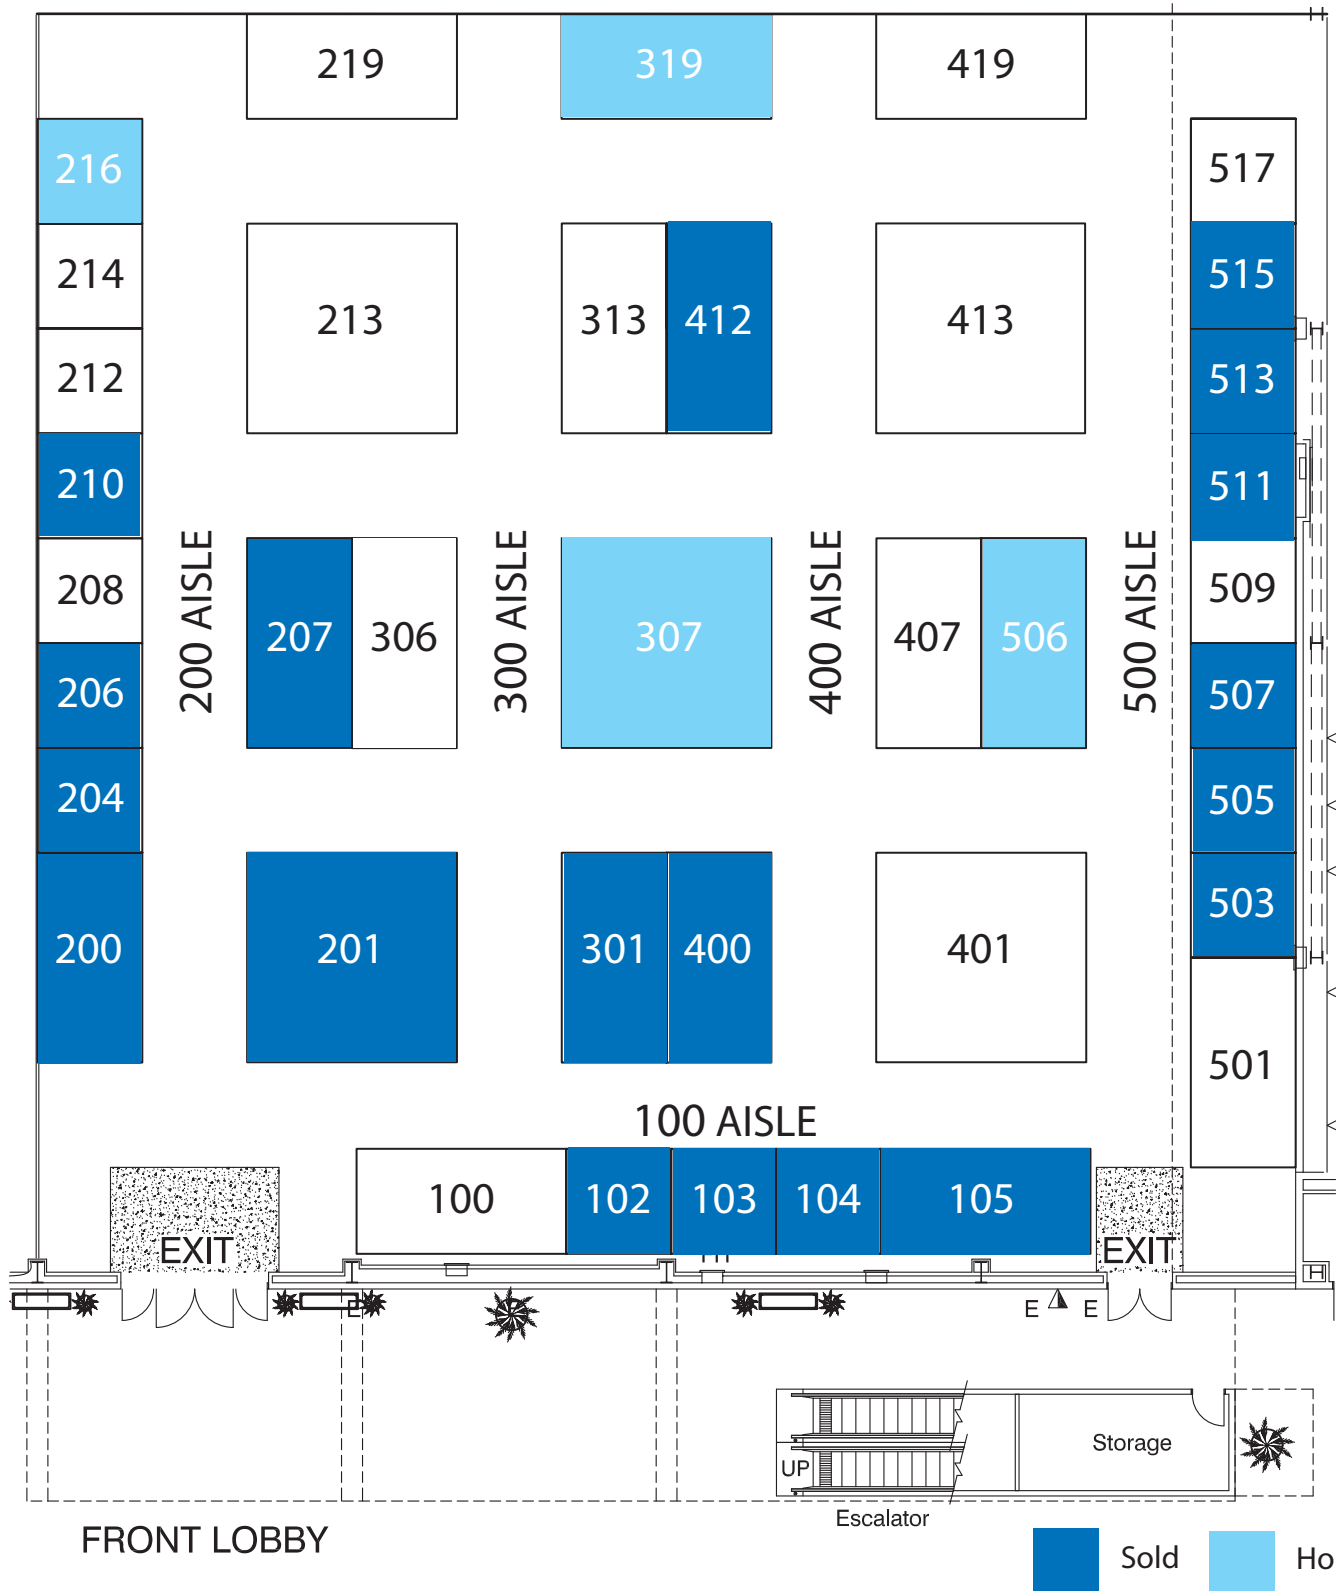 219 319 419
216 517
214 515
213 313 412 413
212 513
210 511
200 AISLE 300 AISLE 400 AISLE 500 AISLE
208 509
207 306 307 407 506
206 507
204 505
503
200 201 301 400 401
501
100 AISLE
100 102 103 104 105
EXIT EXIT
E E E
Storage
UP
Escalator
FRONT LOBBY
Sold Ho